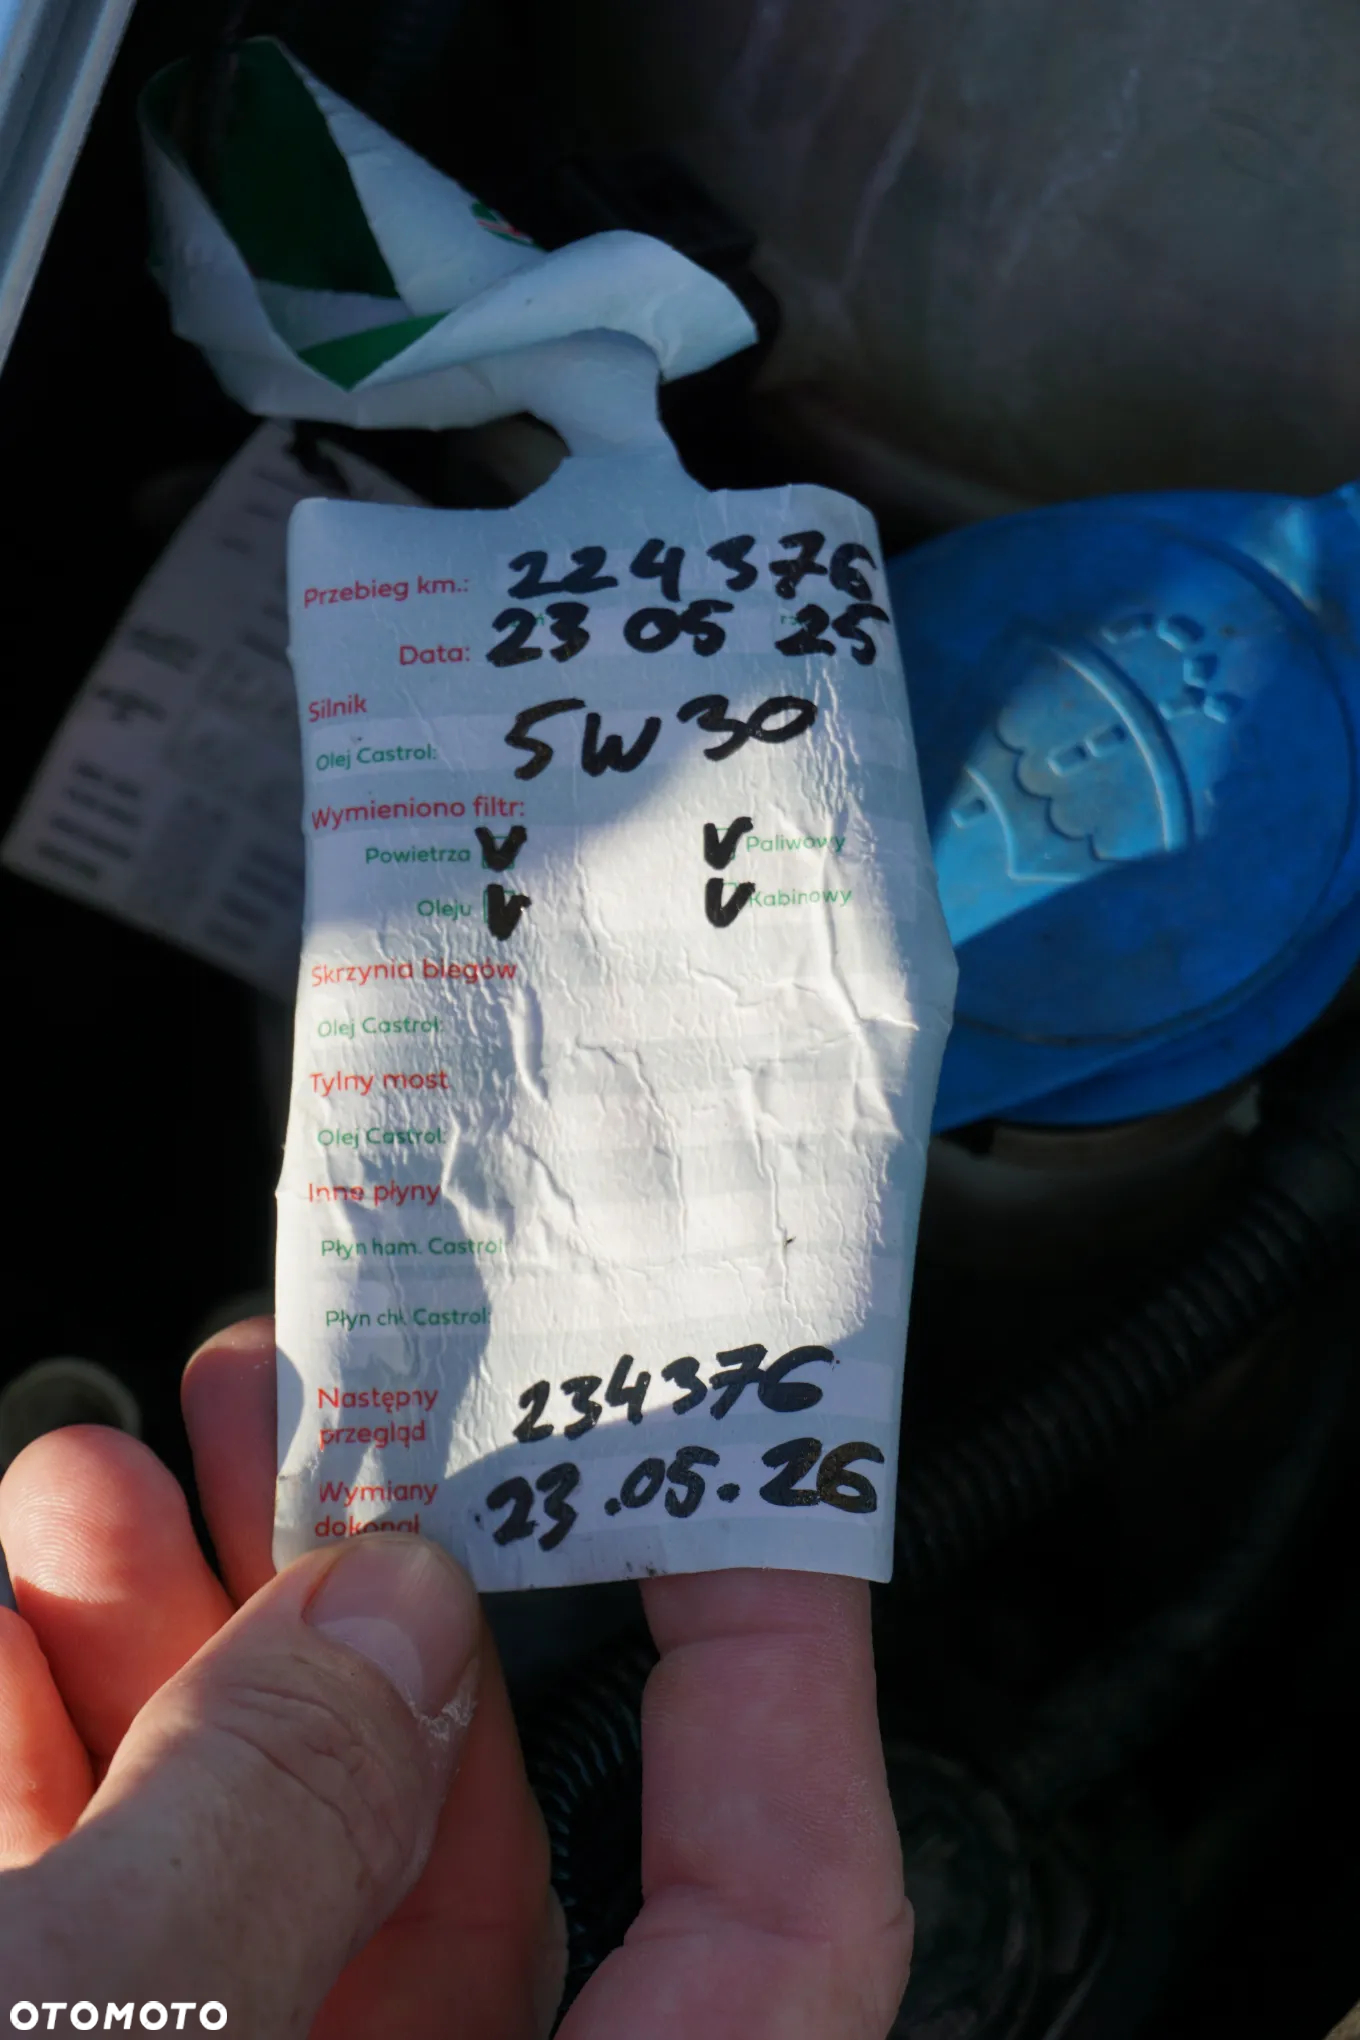 Przebieg km.: 224376
Data: 23 05 25
Silnik
Olej Castrol: 5W30
Wymieniono filtr:
Powietrza V V Paliwowy
Oleju V V Kabinowy
Skrzynia biegów
Olej Castrol:
Tylny most
Olej Castrol:
Inne płyny
Płyn ham. Castrol
Płyn chł. Castrol:
Następny
przegląd 234376
Wymiany
dokonał 23.05.26
OTOMOTO